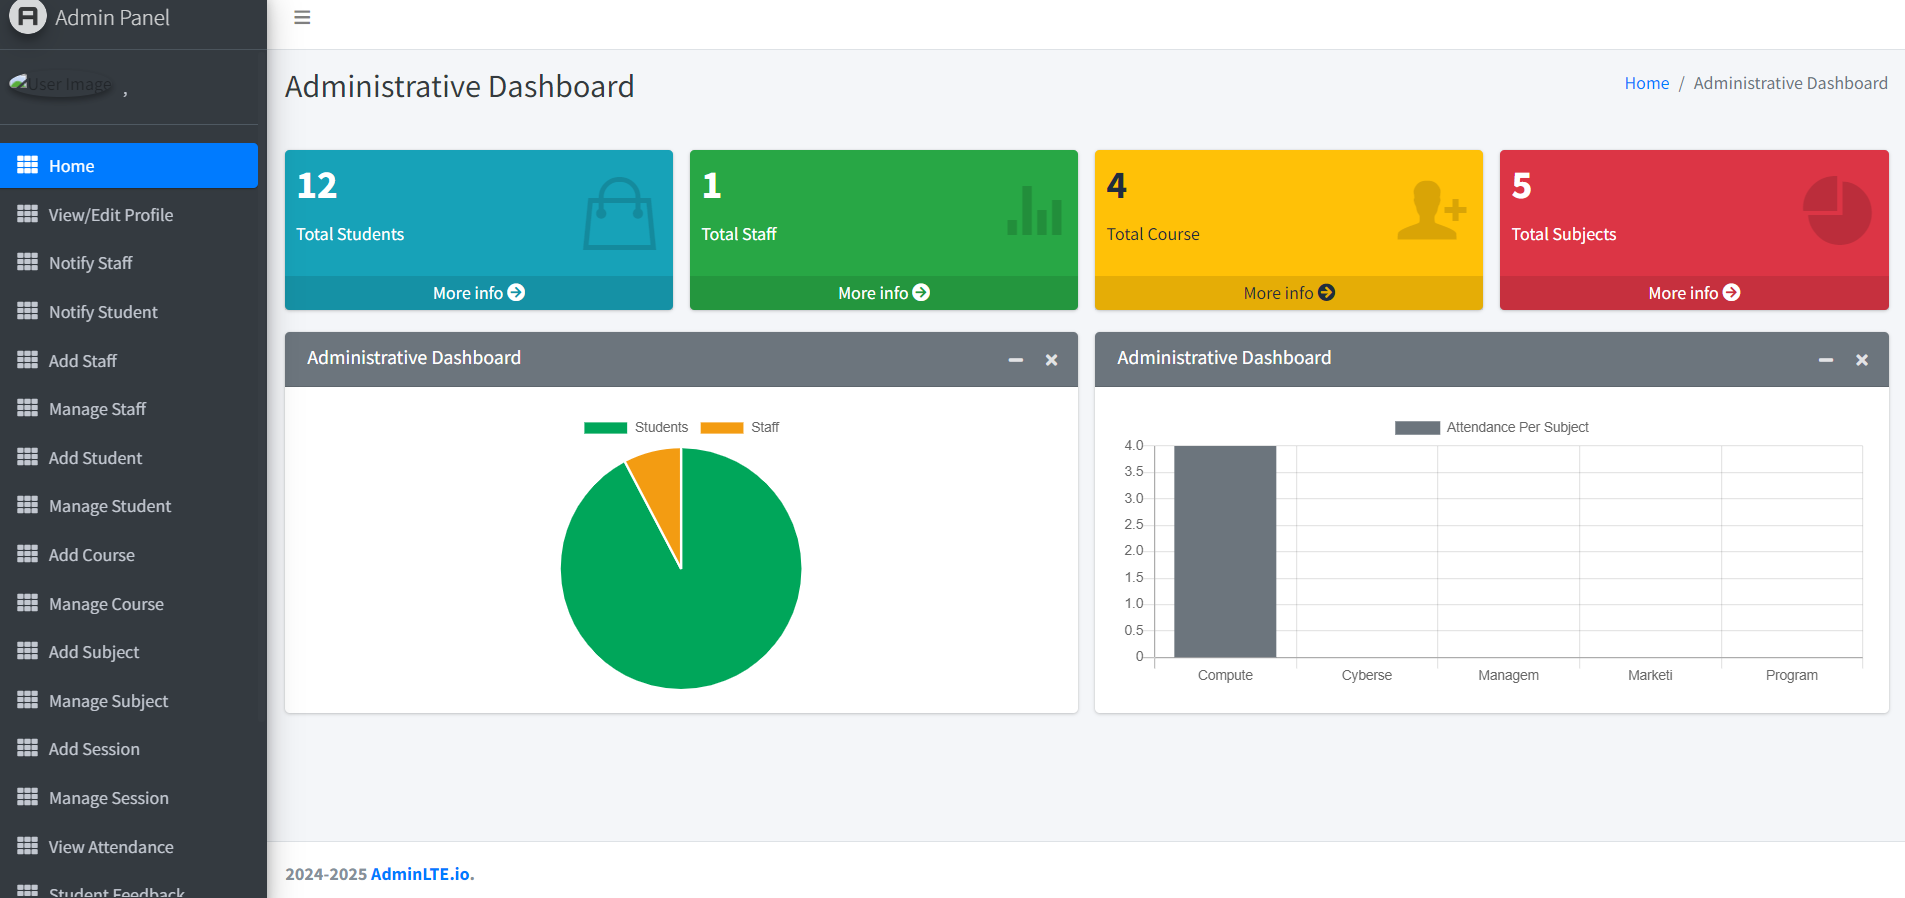 Admin Panel
User Image
,
Home
View/Edit Profile
Notify Staff
Notify Student
Add Staff
Manage Staff
Add Student
Manage Student
Add Course
Manage Course
Add Subject
Manage Subject
Add Session
Manage Session
View Attendance
Student Feedback
Administrative Dashboard
Home / Administrative Dashboard
12
Total Students
More info
1
Total Staff
More info
4
Total Course
More info
5
Total Subjects
More info
Administrative Dashboard
Students Staff
Administrative Dashboard
Attendance Per Subject
4.0
3.5
3.0
2.5
2.0
1.5
1.0
0.5
0
Compute Cyberse Managem Marketi Program
2024-2025 AdminLTE.io.